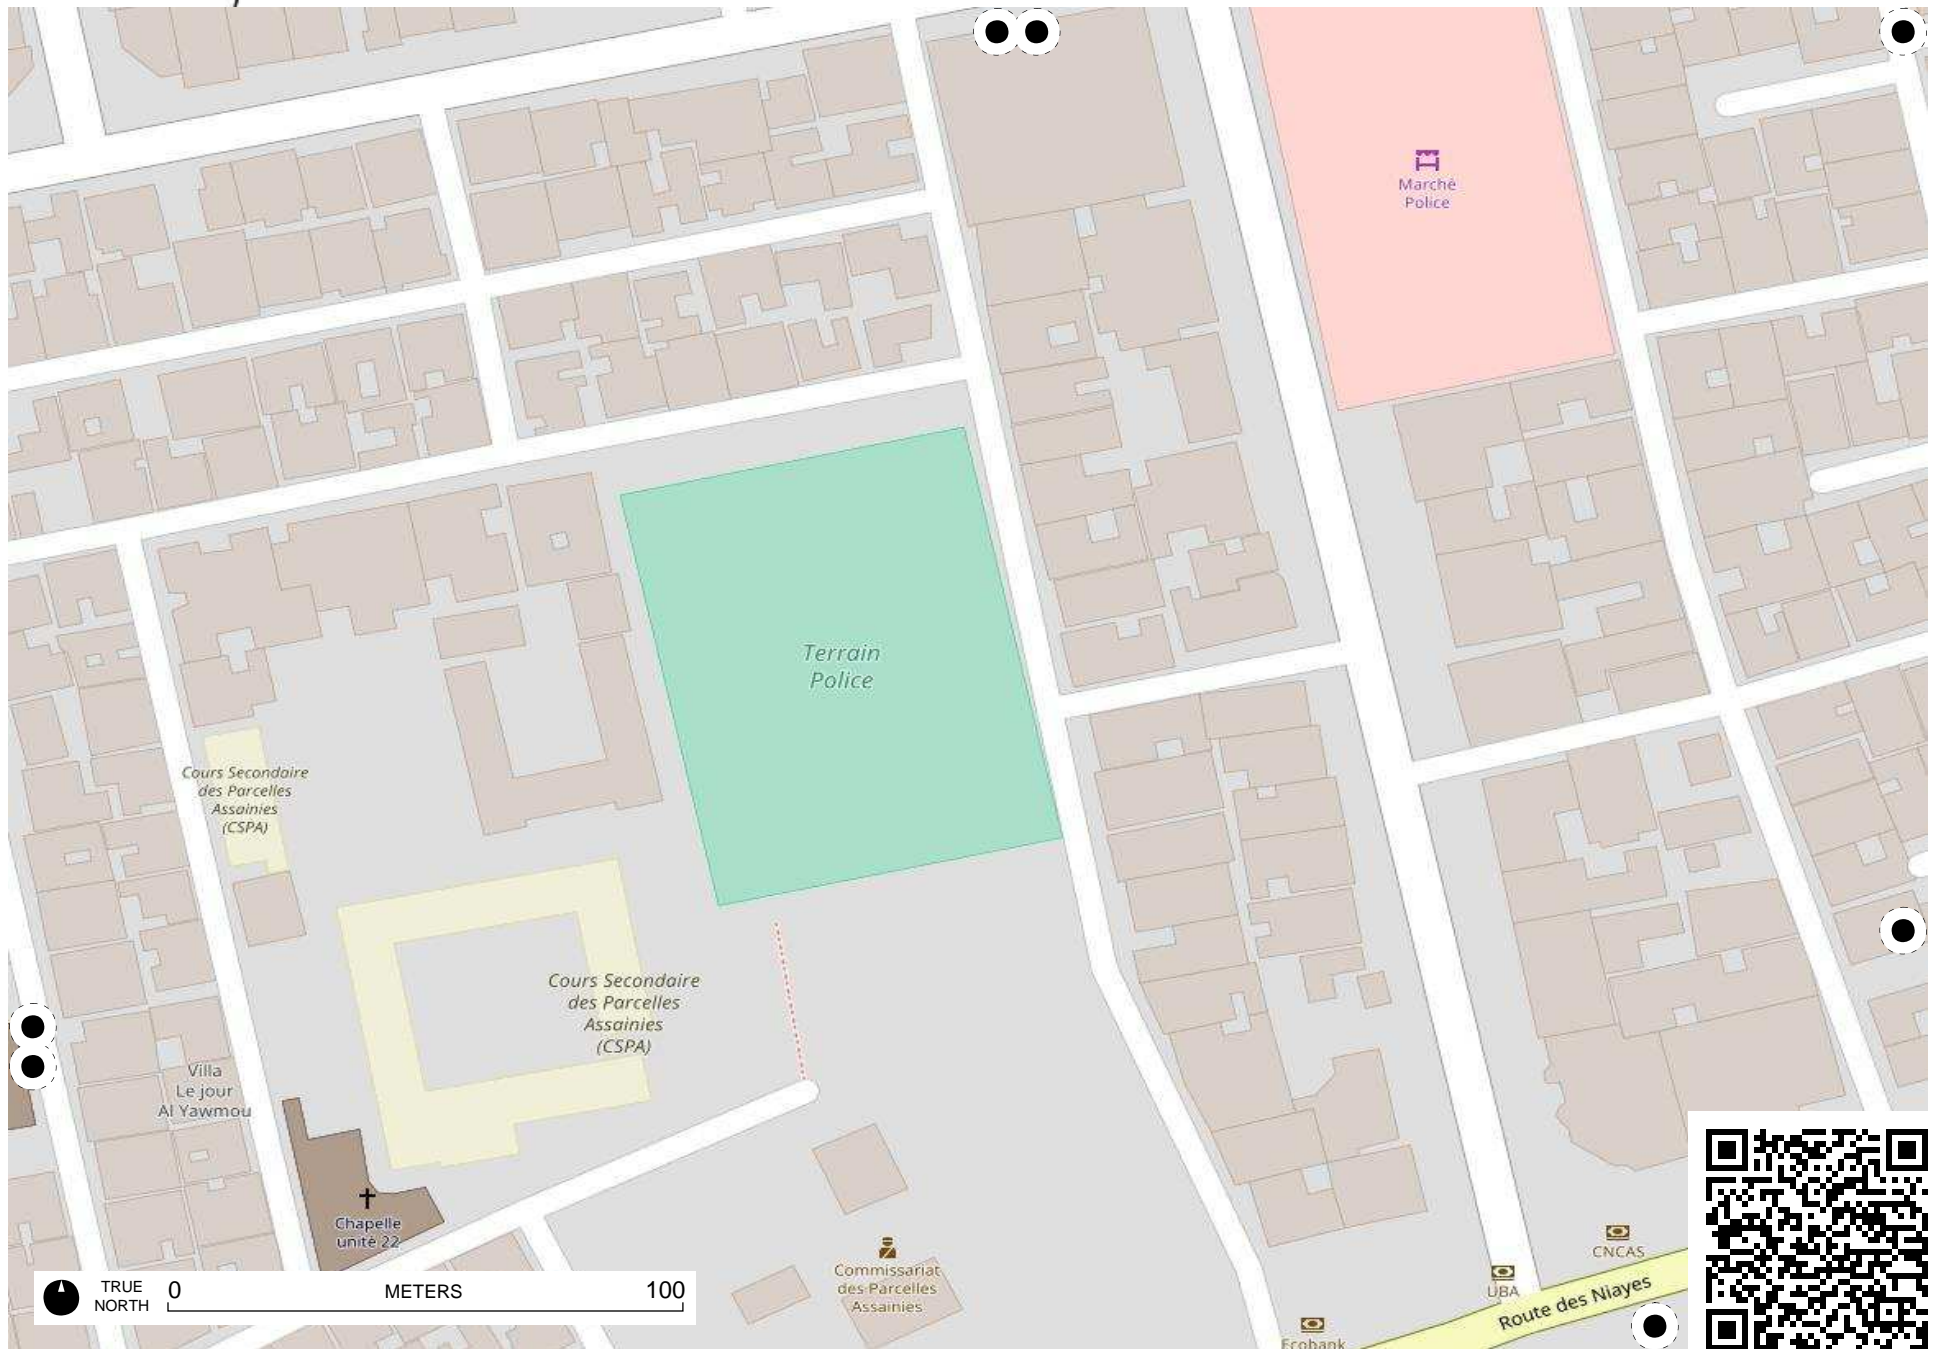 Marché
Police
Terrain
Police
Cours Secondaire
des Parcelles
Assainies
(CSPA)
Cours Secondaire
des Parcelles
Assainies
(CSPA)
Villa
Le jour
Al Yawmou
Chapelle
unité 22
Commissariat
des Parcelles
Assainies
CNCAS
UBA
Route des Niayes
Ecobank
TRUE
NORTH
0 METERS 100